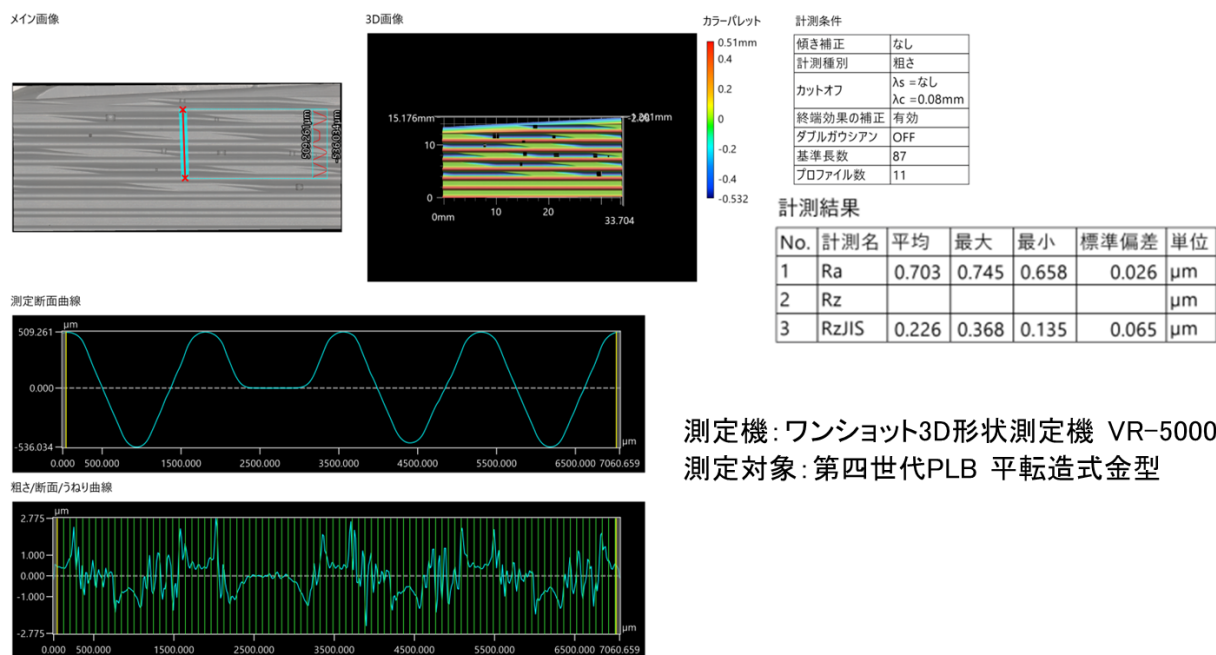 メイン画像
509.261μm
-536.034μm
3D画像
15.176mm
10
0
0mm
10
20
33.704
カラーパレット
0.51mm
0.4
0.2
0
-0.2
-0.4
-0.532
計測条件
傾き補正 なし
計測種別 粗さ
カットオフ λs =なし
λc =0.08mm
終端効果の補正 有効
ダブルガウシアン OFF
基準長数 87
プロファイル数 11
計測結果
No. 計測名 平均 最大 最小 標準偏差 単位
1 Ra 0.703 0.745 0.658 0.026 μm
2 Rz μm
3 RzJIS 0.226 0.368 0.135 0.065 μm
測定断面曲線
μm
509.261
0.000
-536.034
μm
0.000 500.000 1500.000 2500.000 3500.000 4500.000 5500.000 6500.000 7060.659
粗さ/断面/うねり曲線
μm
2.775
1.000
0.000
-1.000
-2.775
μm
0.000 500.000 1500.000 2500.000 3500.000 4500.000 5500.000 6500.000 7060.659
測定機：ワンショット3D形状測定機 VR-5000
測定対象：第四世代PLB 平転造式金型